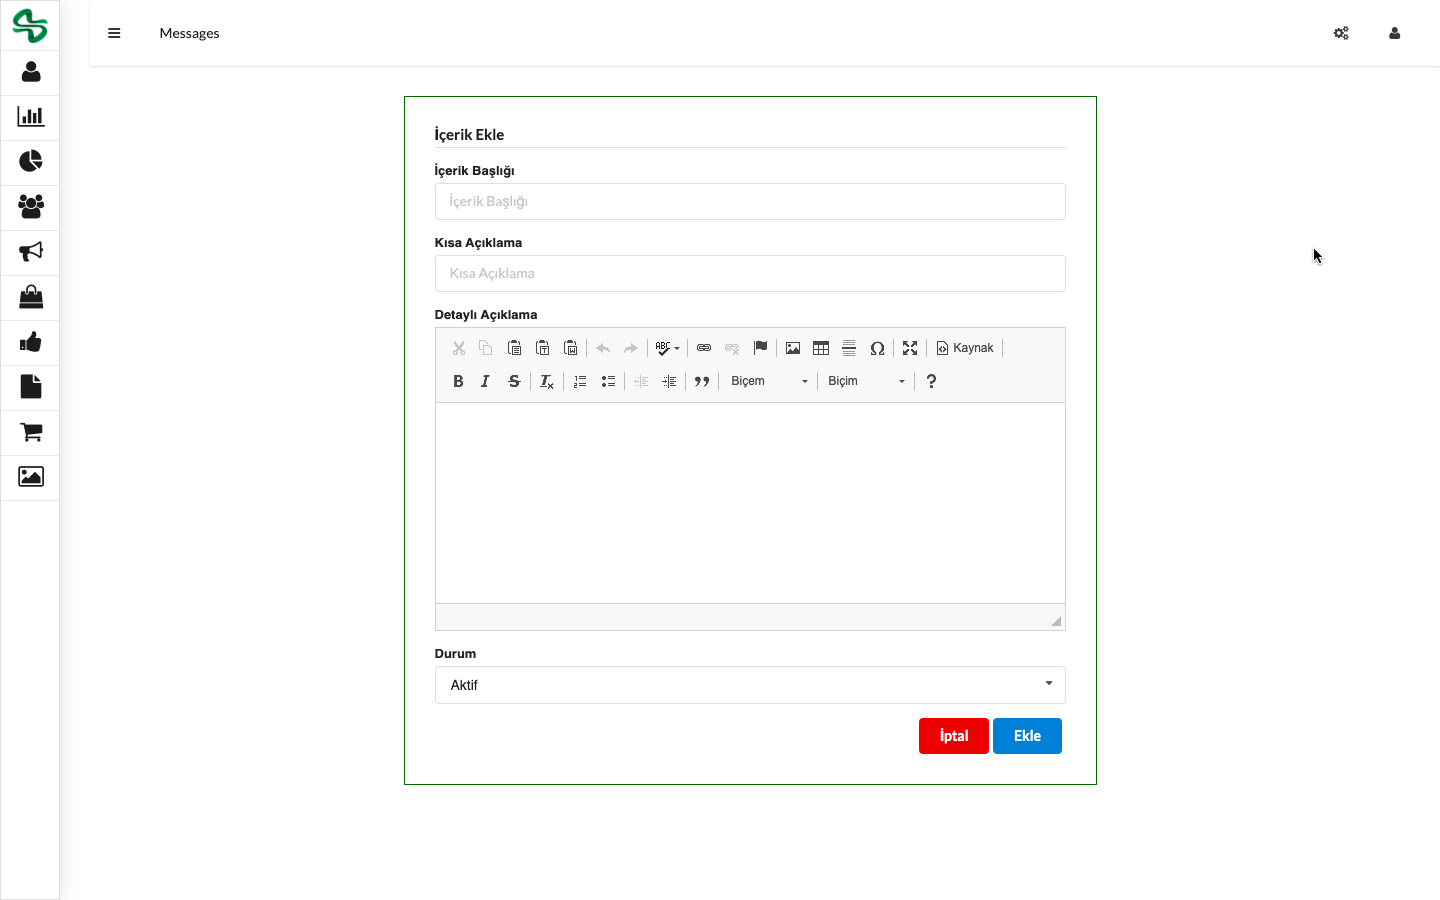 Messages
İçerik Ekle
İçerik Başlığı
İçerik Başlığı
Kısa Açıklama
Kısa Açıklama
Detaylı Açıklama
ABC Kaynak
Biçem Biçim
Durum
Aktif
İptal Ekle